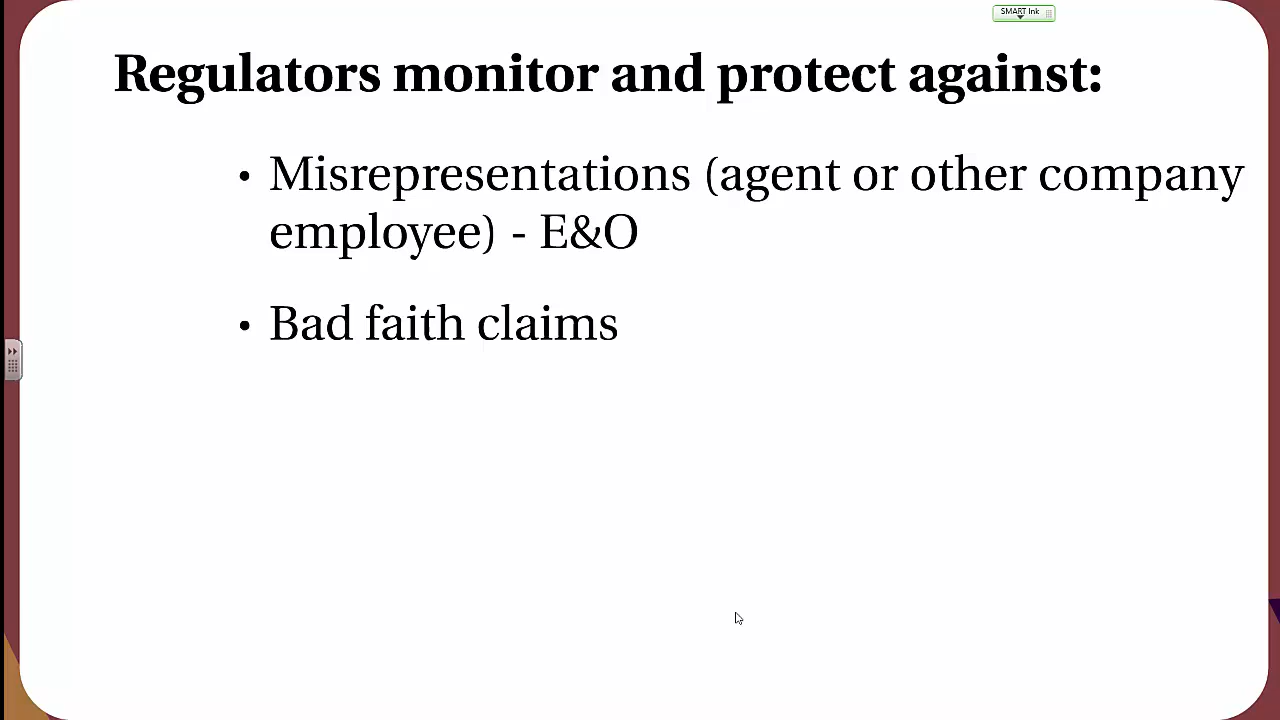 SMART Ink
Regulators monitor and protect against:
• Misrepresentations (agent or other company
employee) - E&O
• Bad faith claims